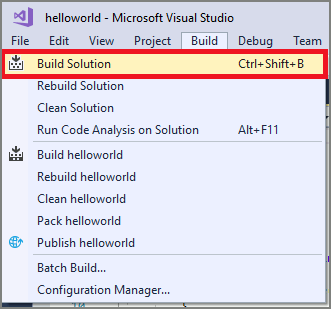 helloworld - Microsoft Visual Studio
File Edit View Project Build Debug Team
Build Solution Ctrl+Shift+B
Rebuild Solution
Clean Solution
Run Code Analysis on Solution Alt+F11
Build helloworld
Rebuild helloworld
Clean helloworld
Pack helloworld
Publish helloworld
Batch Build...
Configuration Manager...